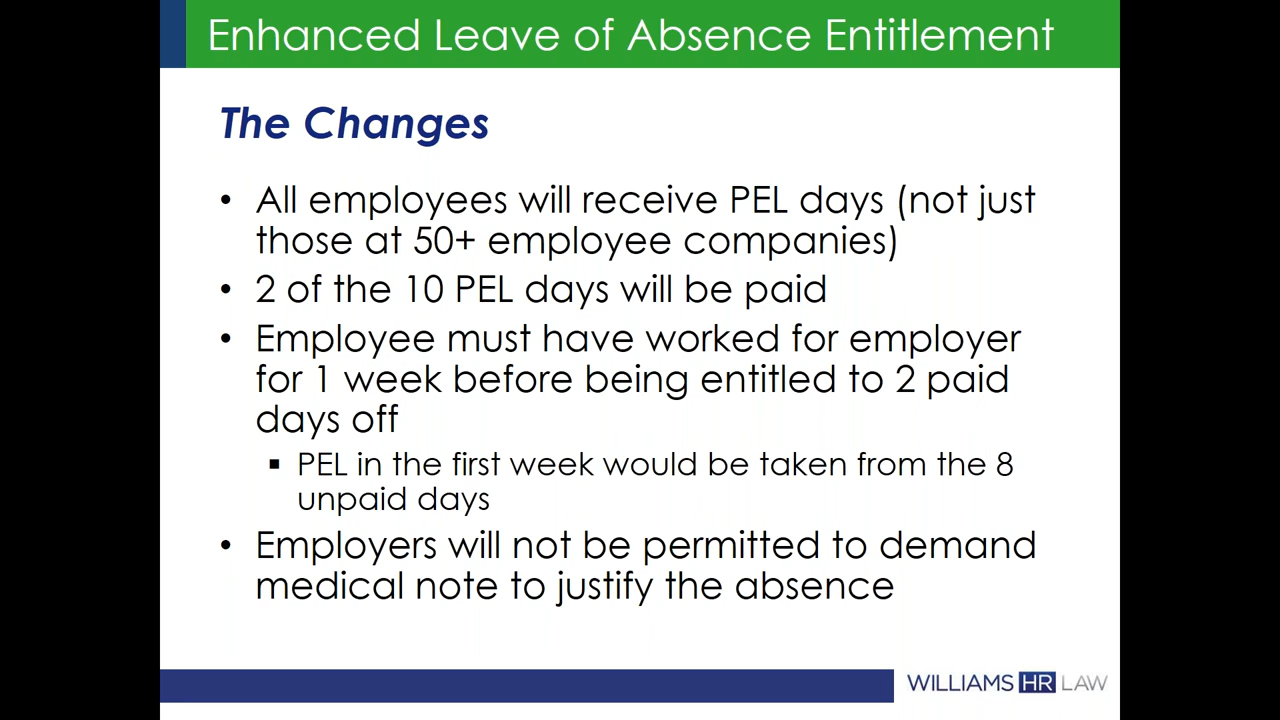 Enhanced Leave of Absence Entitlement
The Changes
• All employees will receive PEL days (not just
those at 50+ employee companies)
• 2 of the 10 PEL days will be paid
• Employee must have worked for employer
for 1 week before being entitled to 2 paid
days off
▪ PEL in the first week would be taken from the 8
unpaid days
• Employers will not be permitted to demand
medical note to justify the absence
WILLIAMS HR LAW